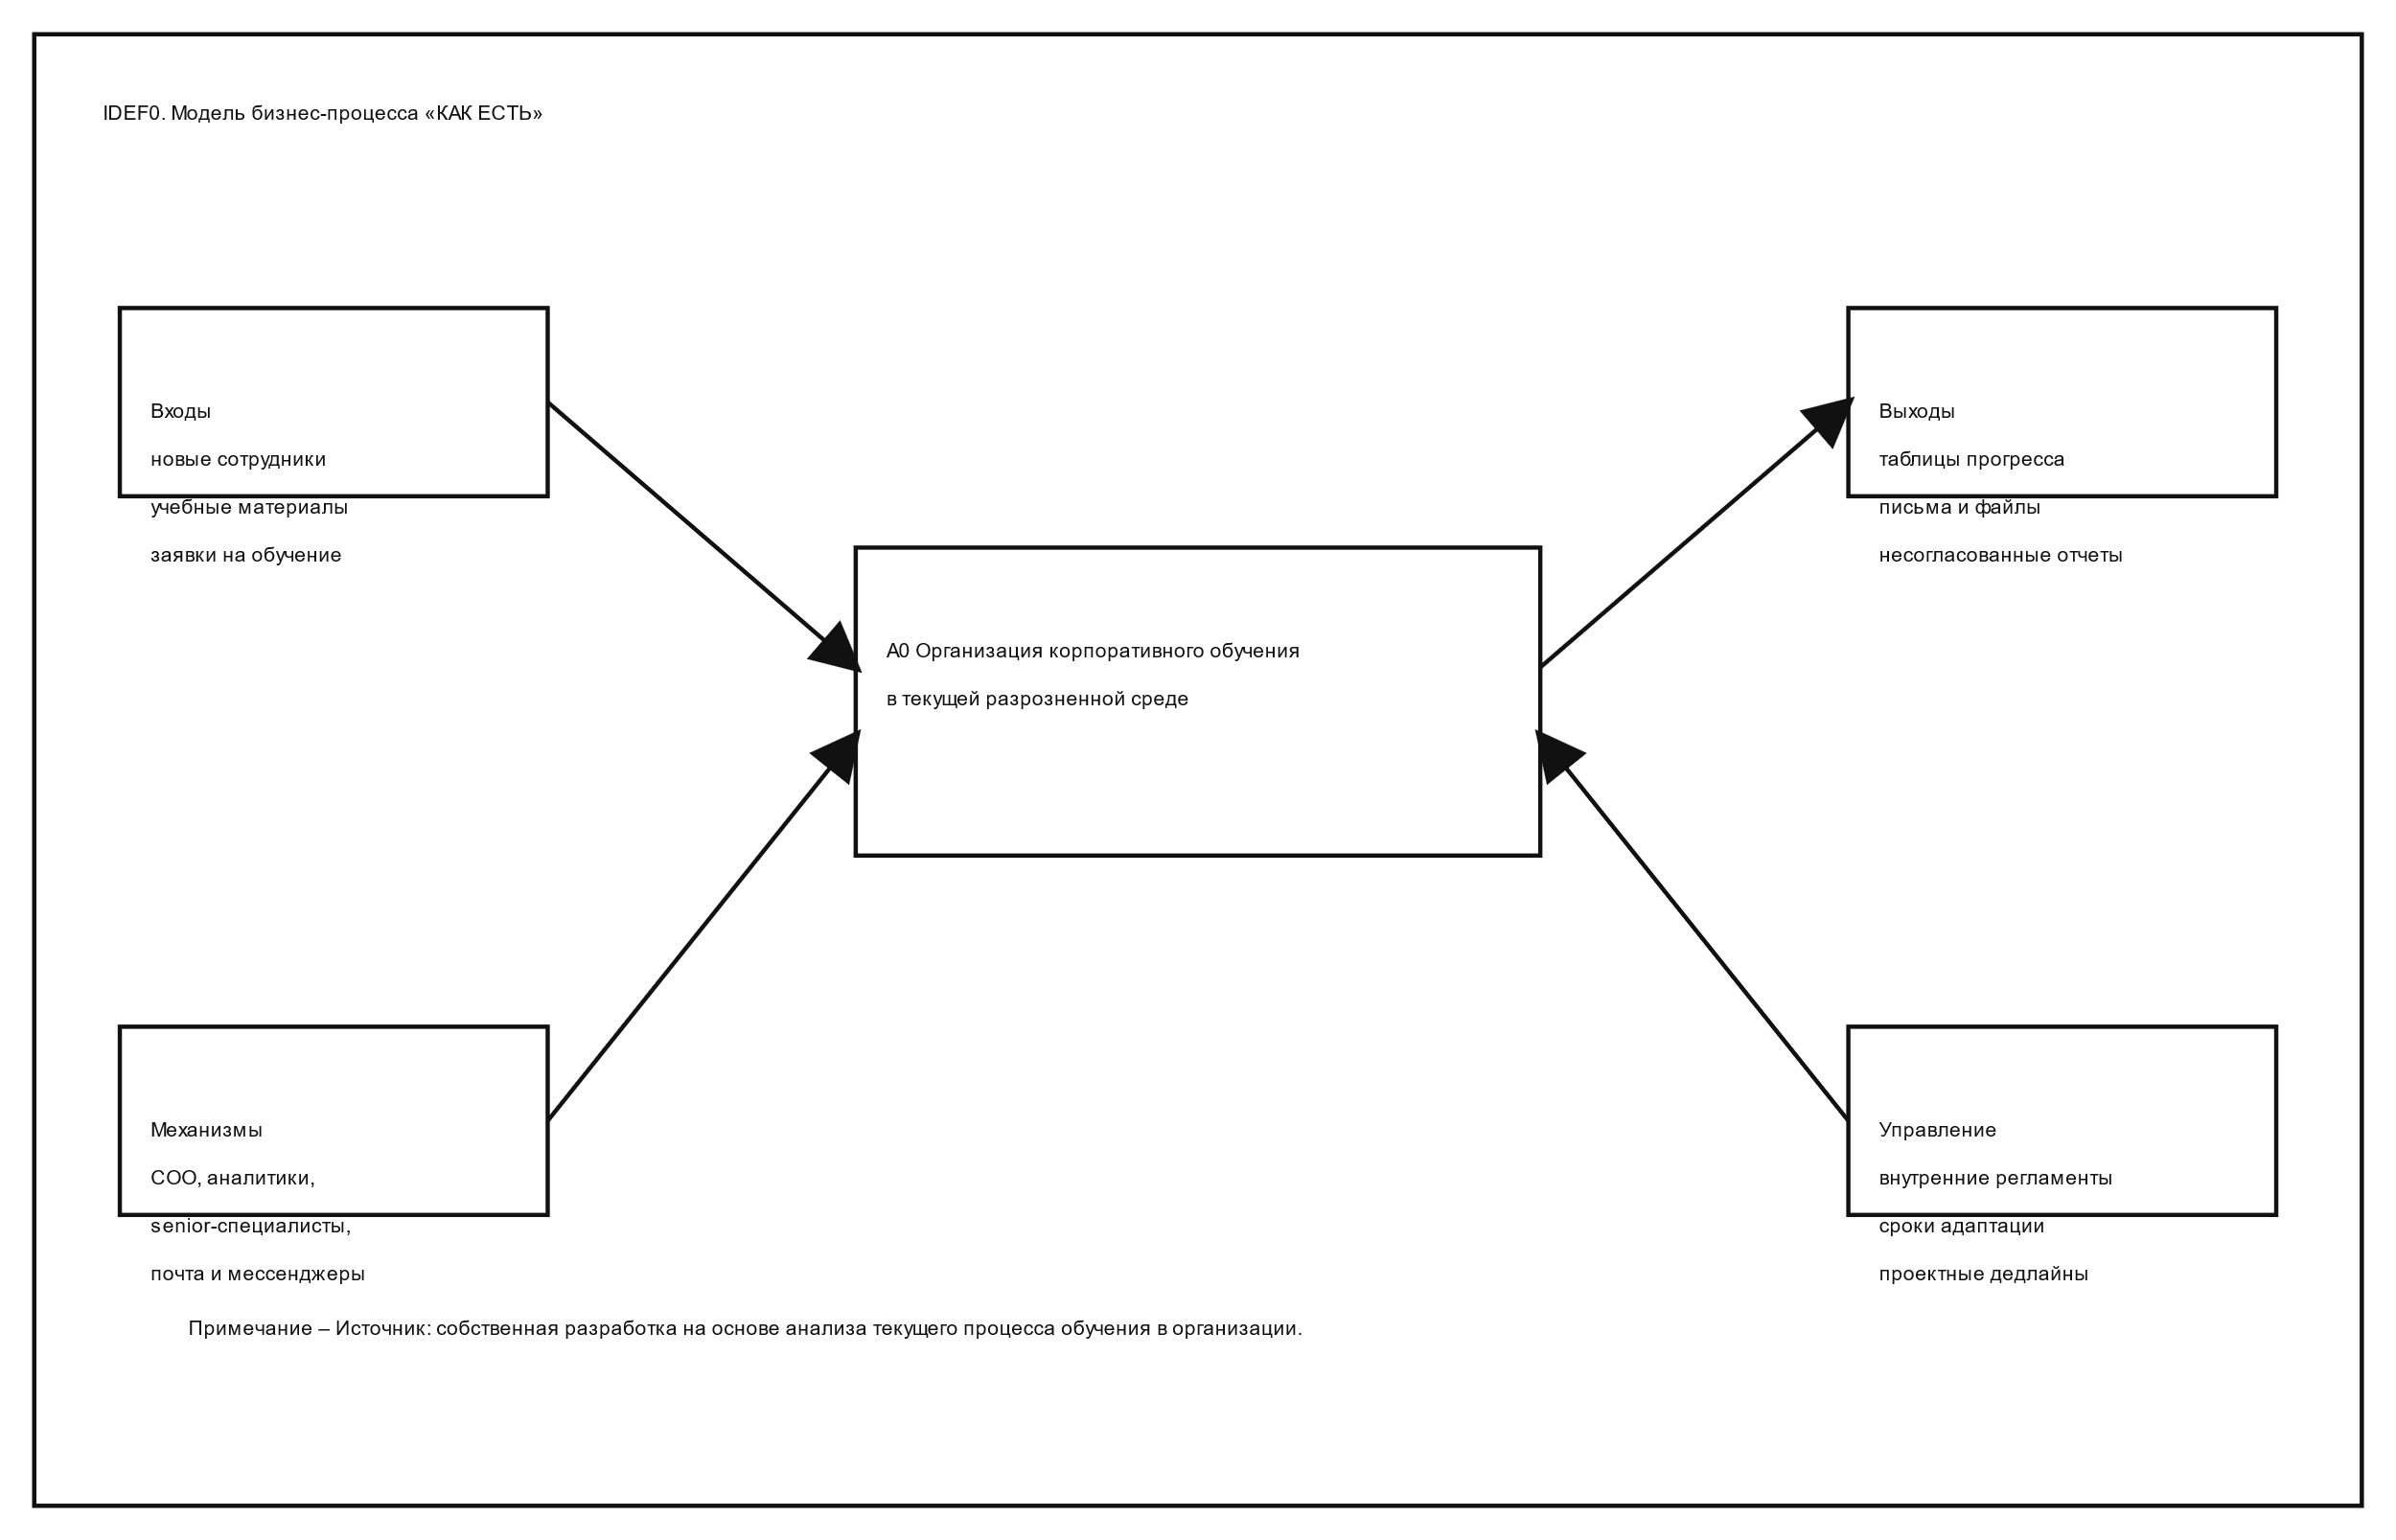 IDEF0. Модель бизнес-процесса «КАК ЕСТЬ»
Входы
новые сотрудники
учебные материалы
заявки на обучение
Выходы
таблицы прогресса
письма и файлы
несогласованные отчеты
A0 Организация корпоративного обучения
в текущей разрозненной среде
Механизмы
COO, аналитики,
senior-специалисты,
почта и мессенджеры
Управление
внутренние регламенты
сроки адаптации
проектные дедлайны
Примечание – Источник: собственная разработка на основе анализа текущего процесса обучения в организации.